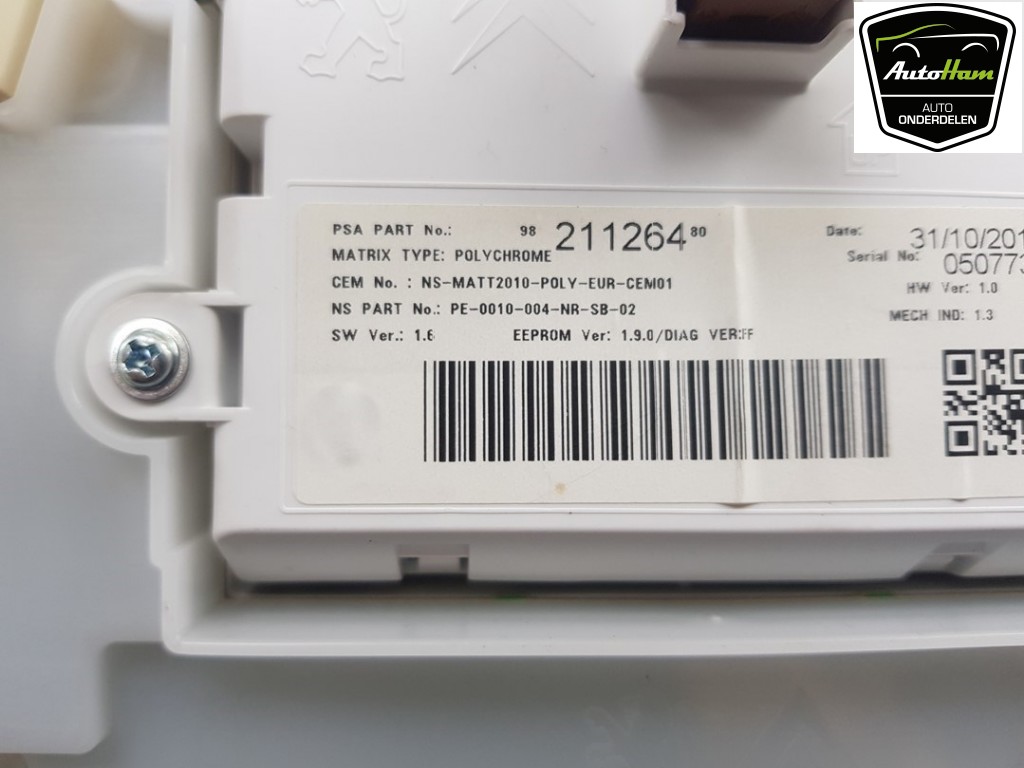 AutoHam
AUTO
ONDERDELEN
PSA PART No.: 98 211264 80
MATRIX TYPE: POLYCHROME
CEM No. : NS-MATT2010-POLY-EUR-CEM01
NS PART No.: PE-0010-004-NR-SB-02
SW Ver.: 1.6 EEPROM Ver: 1.9.0/DIAG VER:FF
Date: 31/10/201
Serial No: 050773
HW Ver: 1.0
MECH IND: 1.3